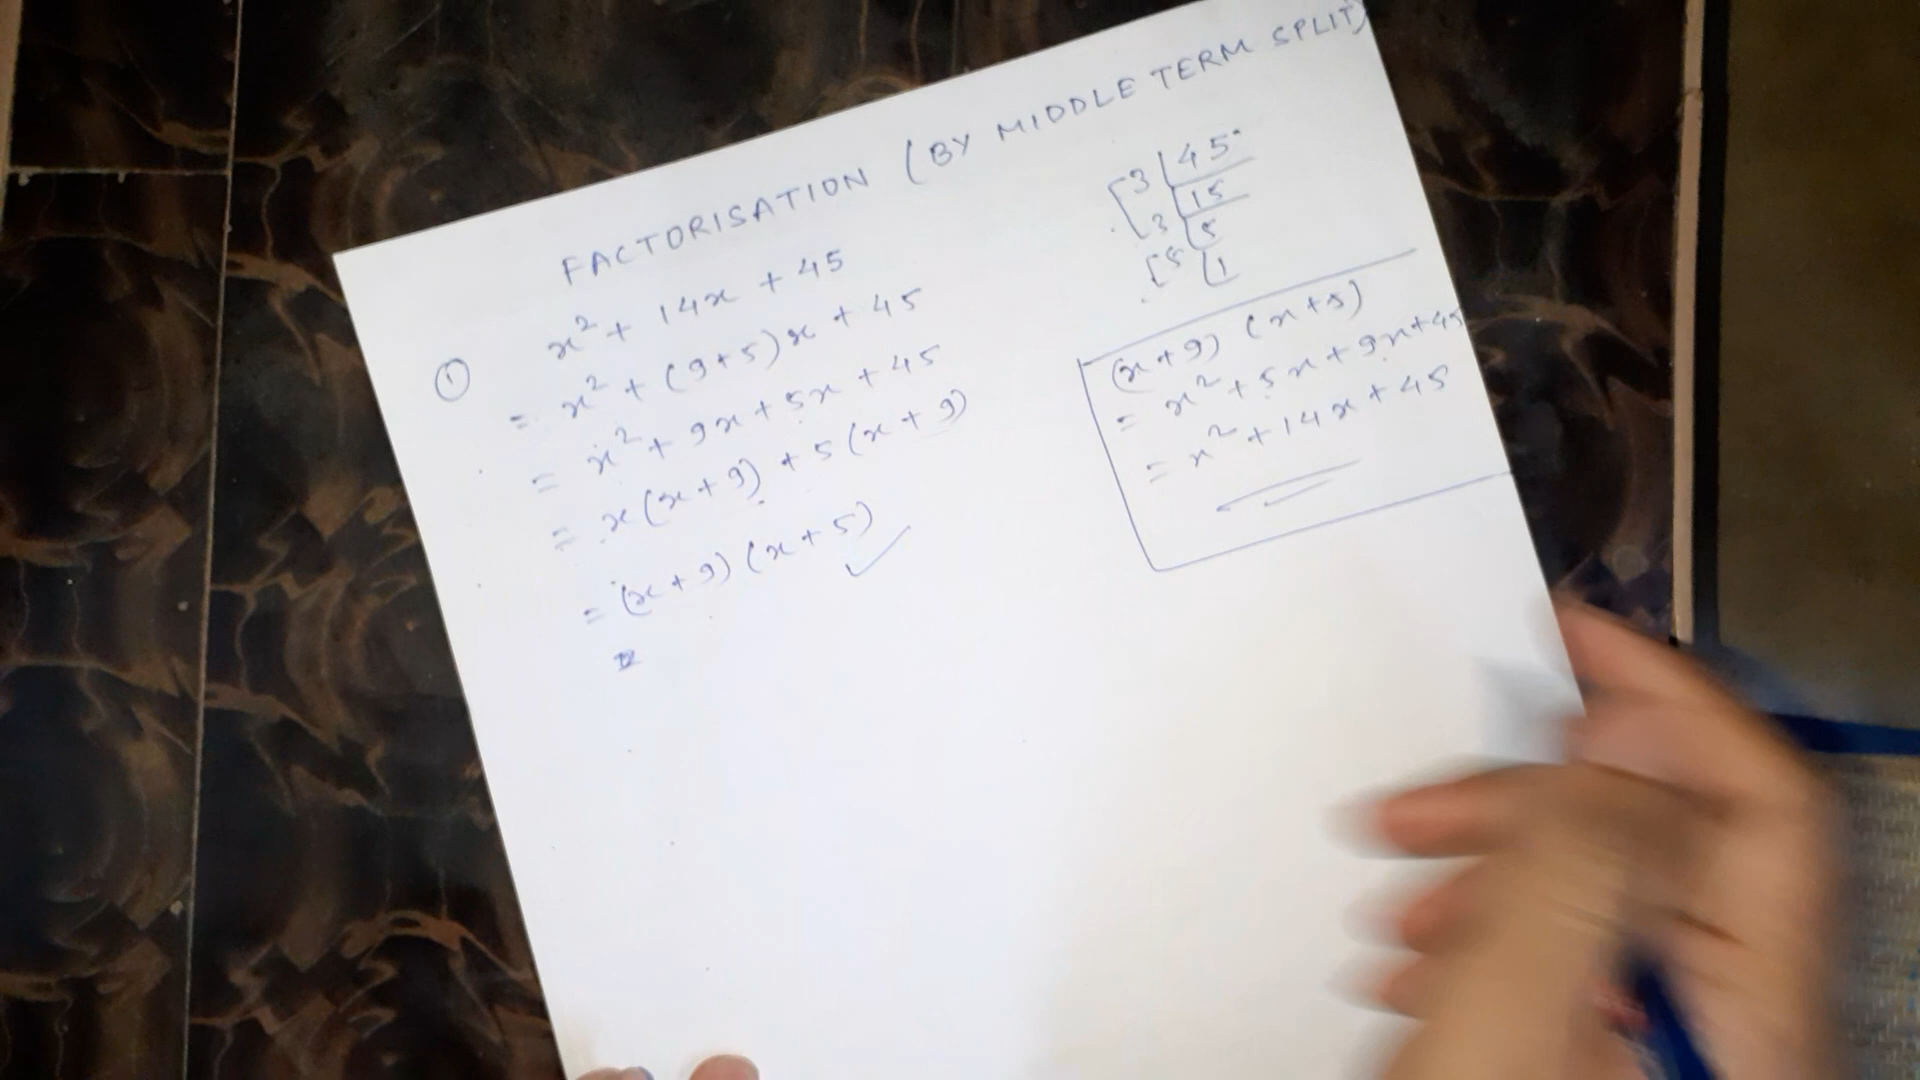 FACTORISATION (BY MIDDLE TERM SPLIT)
① x² + 14x + 45
= x² + (9+5)x + 45
= x² + 9x + 5x + 45
= x(x+9) + 5(x+9)
= (x+9)(x+5) ✓
3 | 45
3 | 15
5 | 5
1
(x+9)(x+5)
= x² + 5x + 9x + 45
= x² + 14x + 45